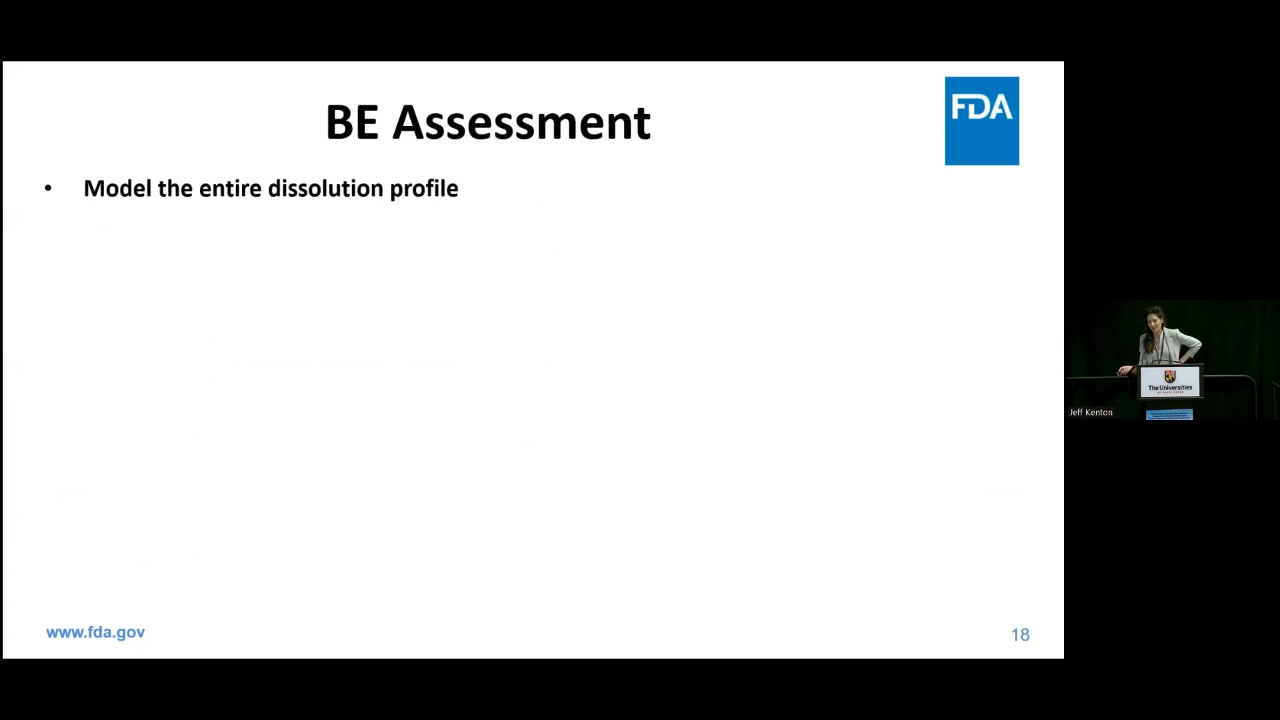 BE Assessment
FDA
• Model the entire dissolution profile
The Universities
Jeff Kenton
www.fda.gov
18